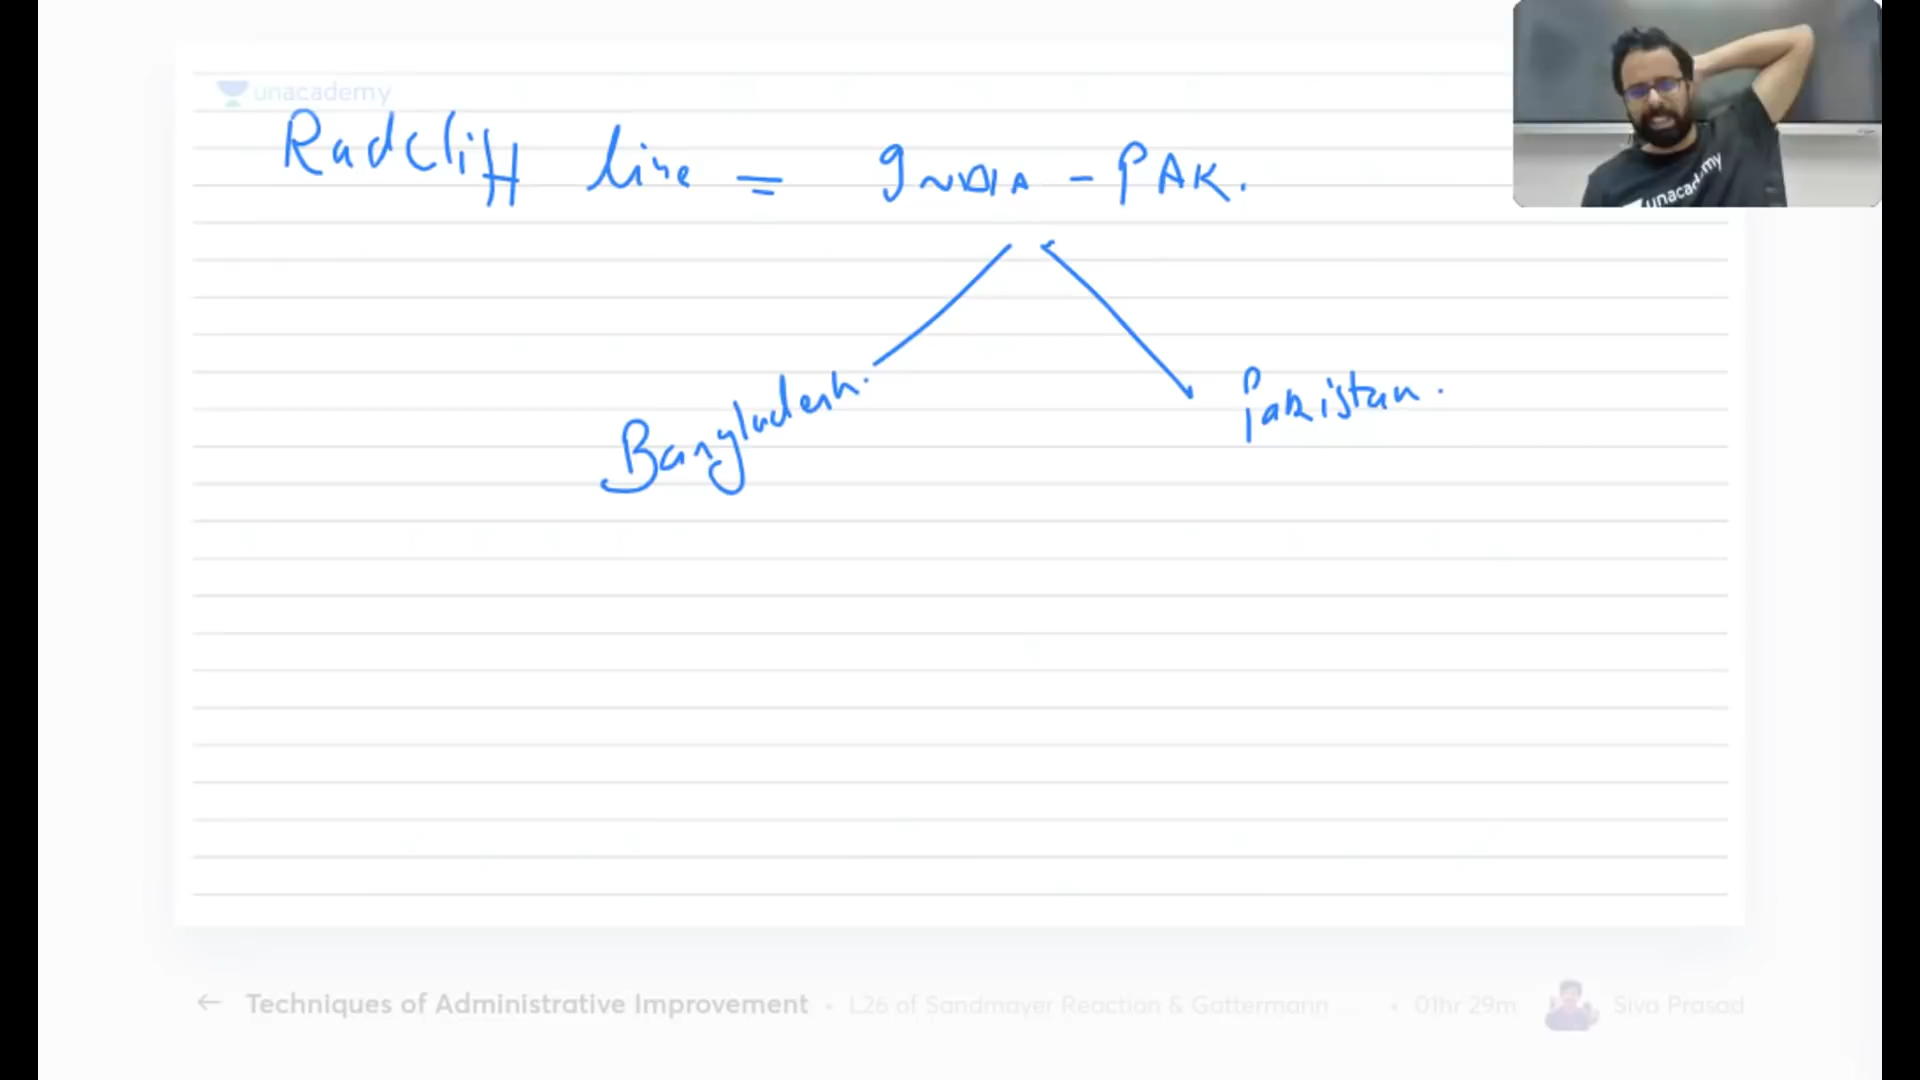 unacademy
Radcliff line = INDIA - PAK.
unacademy
Bangladesh.
Pakistan.
← Techniques of Administrative Improvement • L26 of Sandmayer Reaction & Gattermann ... • 01hr 29m Siva Prasad